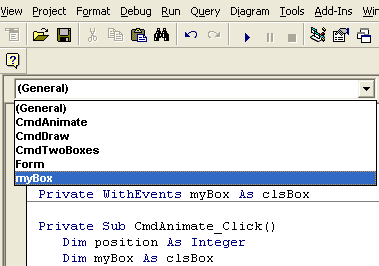 View Project Format Debug Run Query Diagram Tools Add-Ins
(General)
(General)
CmdAnimate
CmdDraw
CmdTwoBoxes
Form
myBox
Private WithEvents myBox As clsBox
Private Sub CmdAnimate_Click()
Dim position As Integer
Dim myBox As clsBox